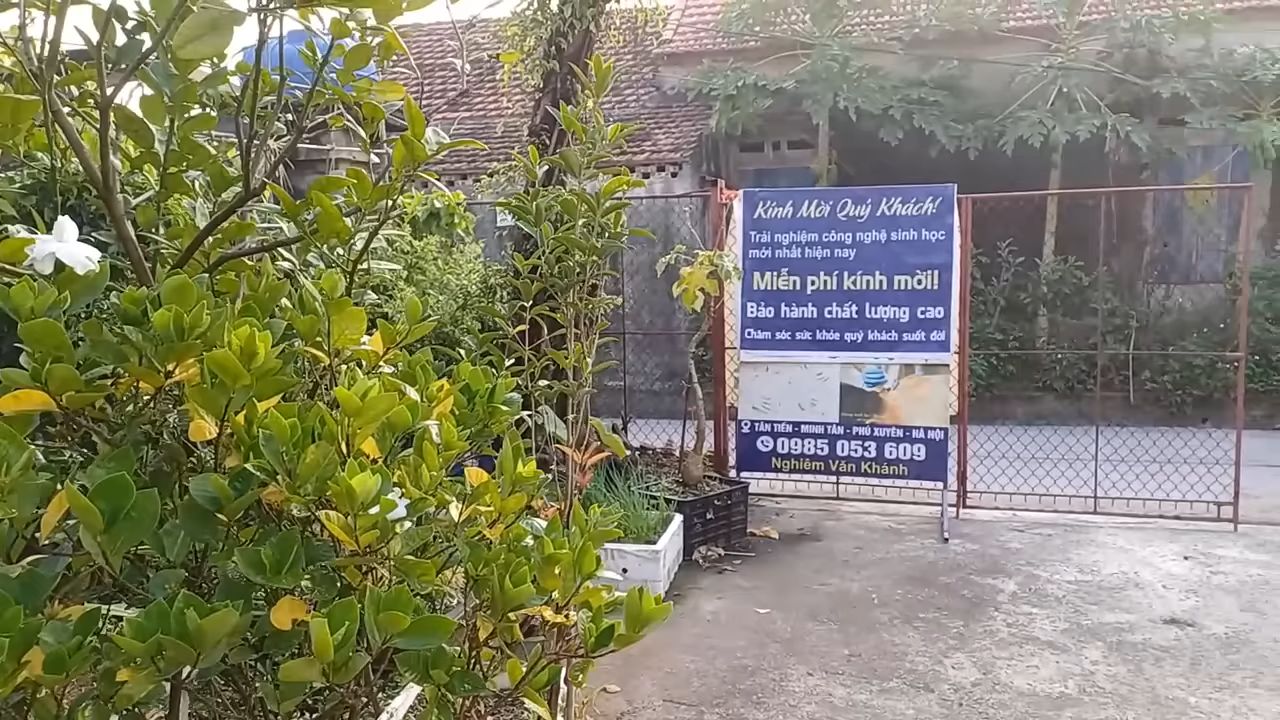 Kính Mời Quý Khách!
Trải nghiệm công nghệ sinh học
mới nhất hiện nay
Miễn phí kính mời!
Bảo hành chất lượng cao
Chăm sóc sức khỏe quý khách suốt đời
TÂN TIẾN - MINH TÂN - PHÚ XUYÊN - HÀ NỘI
0985 053 609
Nghiêm Văn Khánh